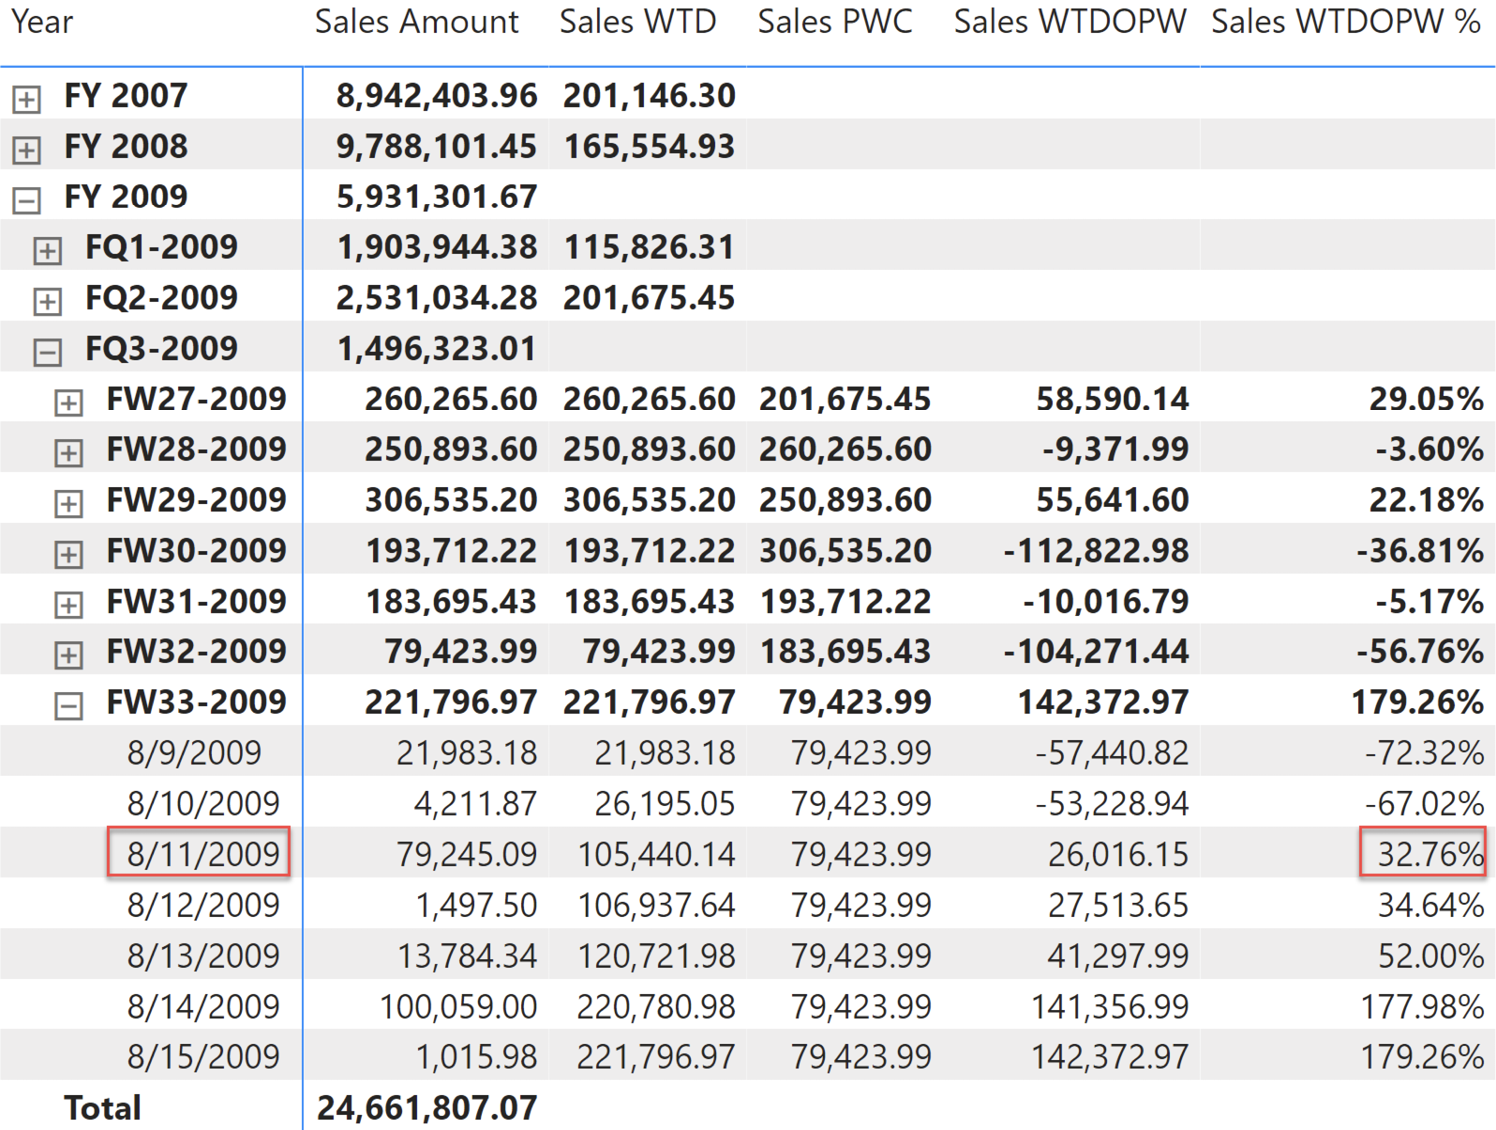 Year Sales Amount Sales WTD Sales PWC Sales WTDOPW Sales WTDOPW %
FY 2007 8,942,403.96 201,146.30
FY 2008 9,788,101.45 165,554.93
FY 2009 5,931,301.67
FQ1-2009 1,903,944.38 115,826.31
FQ2-2009 2,531,034.28 201,675.45
FQ3-2009 1,496,323.01
FW27-2009 260,265.60 260,265.60 201,675.45 58,590.14 29.05%
FW28-2009 250,893.60 250,893.60 260,265.60 -9,371.99 -3.60%
FW29-2009 306,535.20 306,535.20 250,893.60 55,641.60 22.18%
FW30-2009 193,712.22 193,712.22 306,535.20 -112,822.98 -36.81%
FW31-2009 183,695.43 183,695.43 193,712.22 -10,016.79 -5.17%
FW32-2009 79,423.99 79,423.99 183,695.43 -104,271.44 -56.76%
FW33-2009 221,796.97 221,796.97 79,423.99 142,372.97 179.26%
8/9/2009 21,983.18 21,983.18 79,423.99 -57,440.82 -72.32%
8/10/2009 4,211.87 26,195.05 79,423.99 -53,228.94 -67.02%
8/11/2009 79,245.09 105,440.14 79,423.99 26,016.15 32.76%
8/12/2009 1,497.50 106,937.64 79,423.99 27,513.65 34.64%
8/13/2009 13,784.34 120,721.98 79,423.99 41,297.99 52.00%
8/14/2009 100,059.00 220,780.98 79,423.99 141,356.99 177.98%
8/15/2009 1,015.98 221,796.97 79,423.99 142,372.97 179.26%
Total 24,661,807.07